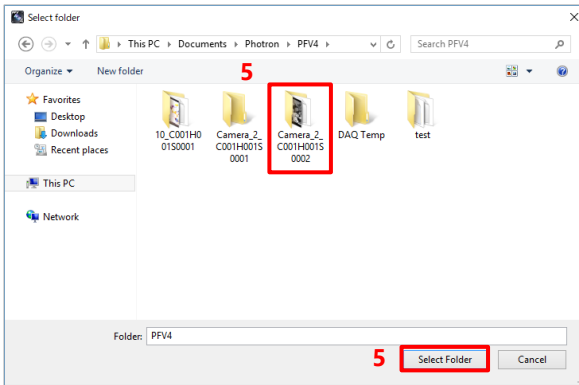 Select folder
This PC ▸ Documents ▸ Photron ▸ PFV4 ▸
Search PFV4
Organize
New folder
5
Favorites
Desktop
Downloads
Recent places
This PC
Network
10_C001H0
01S0001
Camera_2_
C001H001S
0001
Camera_2_
C001H001S
0002
DAQ Temp
test
Folder: PFV4
5
Select Folder
Cancel